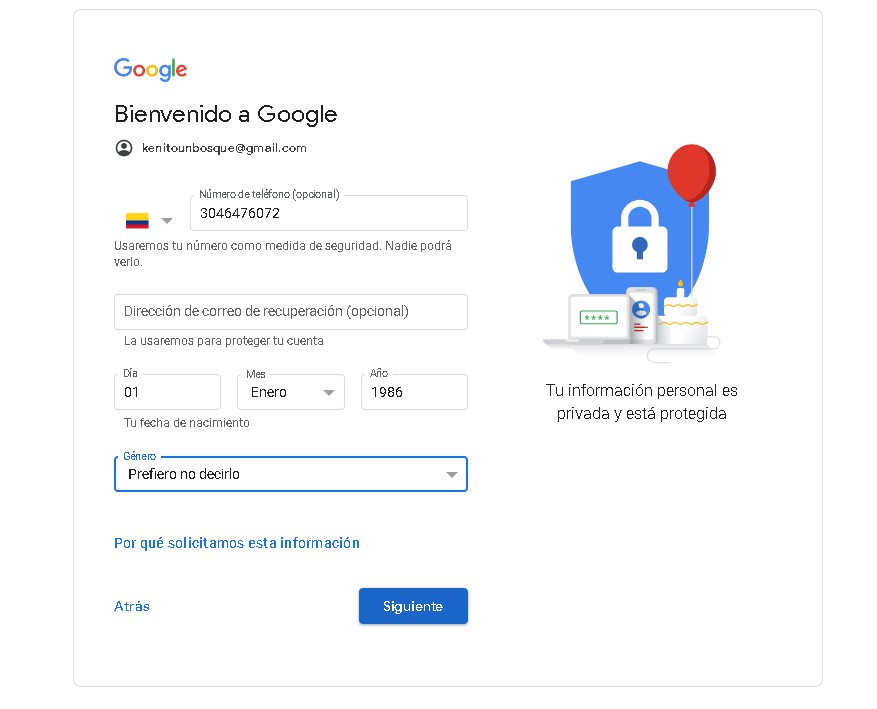 Google
Bienvenido a Google
kenitounbosque@gmail.com
Número de teléfono (opcional)
3046476072
Usaremos tu número como medida de seguridad. Nadie podrá
verlo.
Dirección de correo de recuperación (opcional)
La usaremos para proteger tu cuenta
Día
01
Mes
Enero
Año
1986
Tu fecha de nacimiento
Género
Prefiero no decirlo
Por qué solicitamos esta información
Atrás
Siguiente
****
Tu información personal es
privada y está protegida